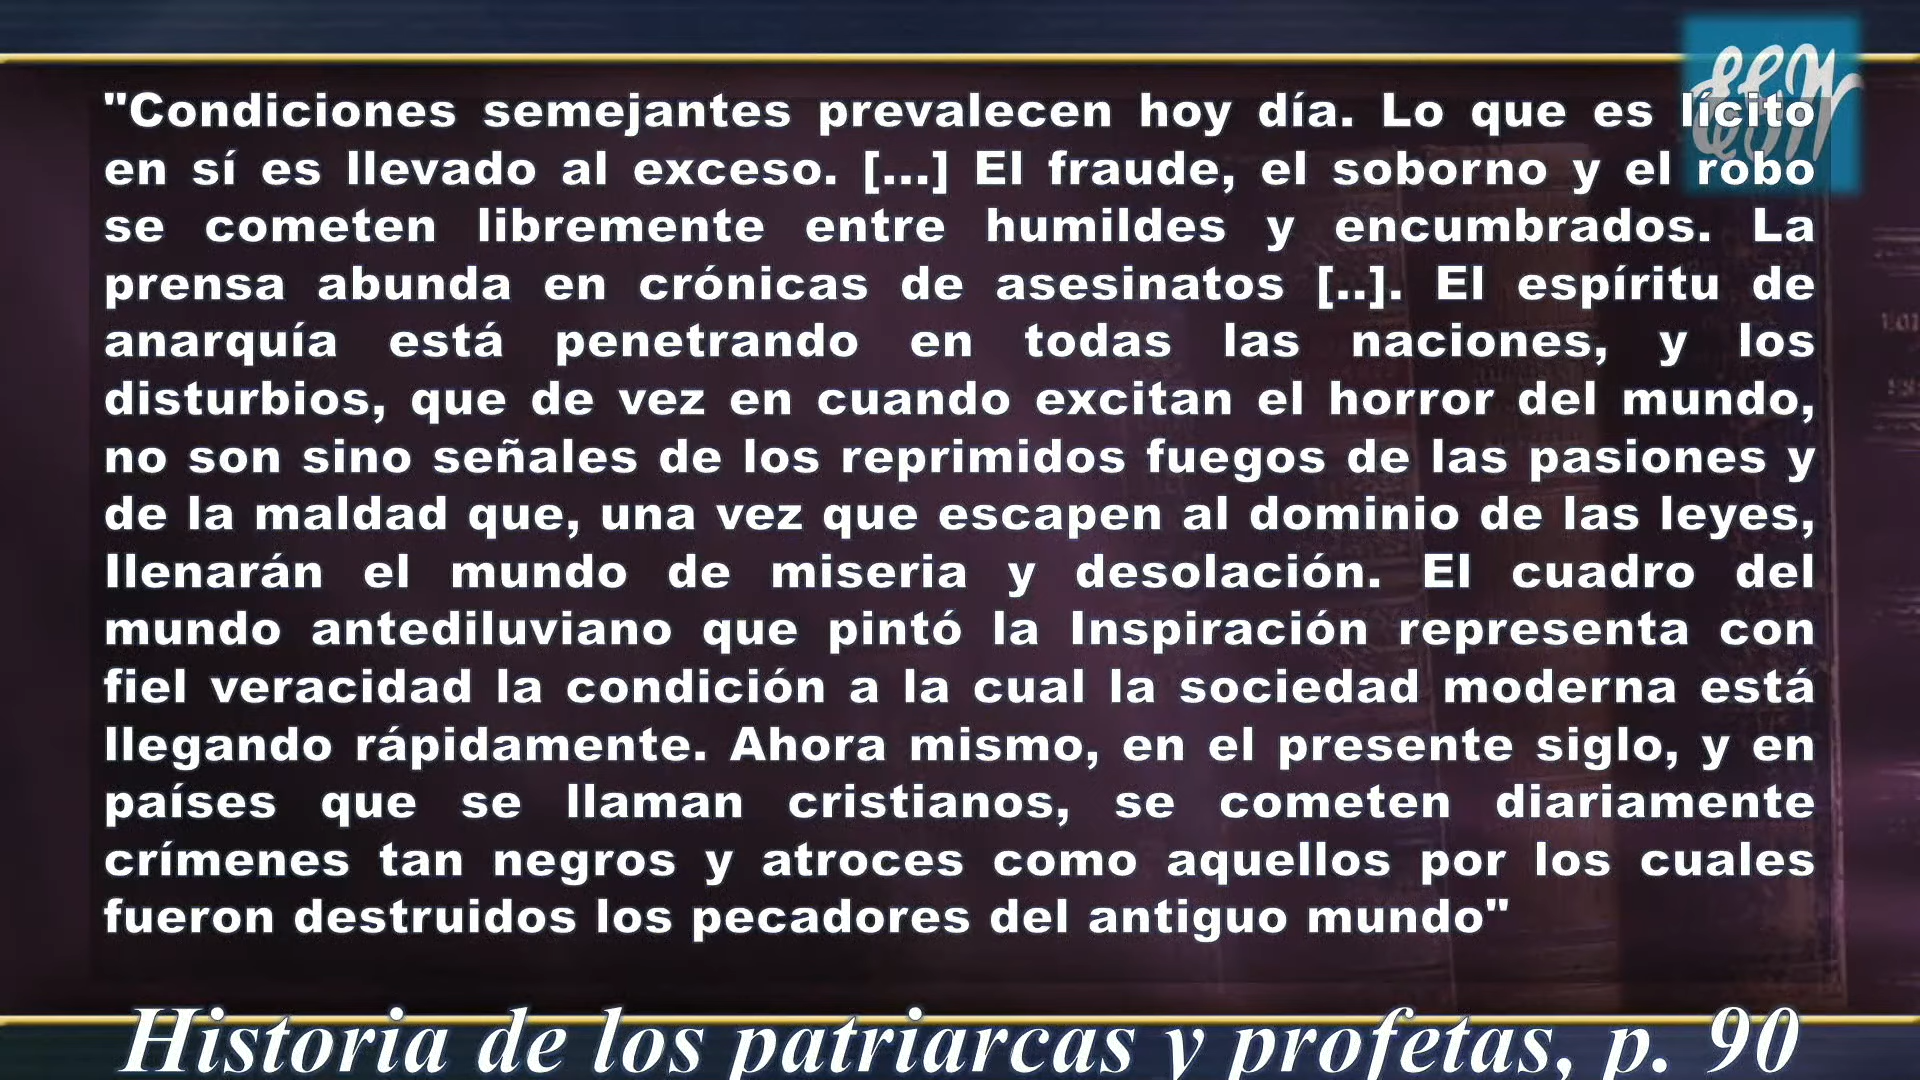 "Condiciones semejantes prevalecen hoy día. Lo que es lícito
en sí es llevado al exceso. [...] El fraude, el soborno y el robo
se cometen libremente entre humildes y encumbrados. La
prensa abunda en crónicas de asesinatos [..]. El espíritu de
anarquía está penetrando en todas las naciones, y los
disturbios, que de vez en cuando excitan el horror del mundo,
no son sino señales de los reprimidos fuegos de las pasiones y
de la maldad que, una vez que escapen al dominio de las leyes,
llenarán el mundo de miseria y desolación. El cuadro del
mundo antediluviano que pintó la Inspiración representa con
fiel veracidad la condición a la cual la sociedad moderna está
llegando rápidamente. Ahora mismo, en el presente siglo, y en
países que se llaman cristianos, se cometen diariamente
crímenes tan negros y atroces como aquellos por los cuales
fueron destruidos los pecadores del antiguo mundo"
Historia de los patriarcas y profetas, p. 90